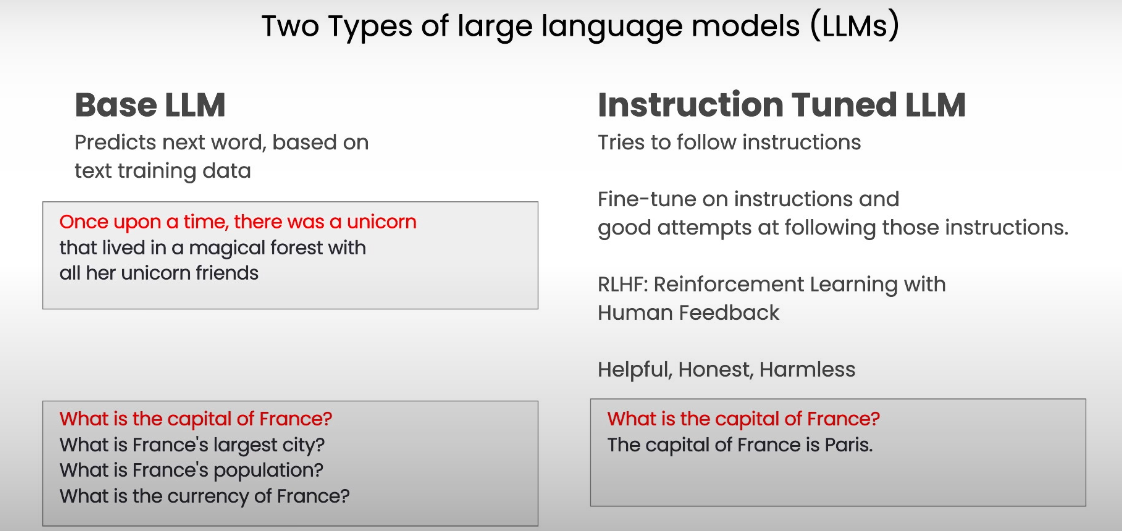 Two Types of large language models (LLMs)
Base LLM
Predicts next word, based on
text training data
Once upon a time, there was a unicorn
that lived in a magical forest with
all her unicorn friends
What is the capital of France?
What is France's largest city?
What is France's population?
What is the currency of France?
Instruction Tuned LLM
Tries to follow instructions
Fine-tune on instructions and
good attempts at following those instructions.
RLHF: Reinforcement Learning with
Human Feedback
Helpful, Honest, Harmless
What is the capital of France?
The capital of France is Paris.